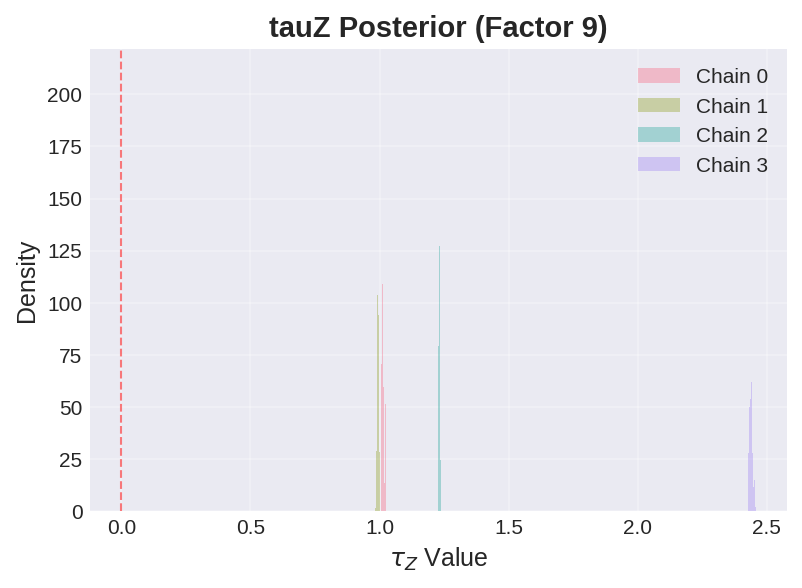 tauZ Posterior (Factor 9)
Chain 0
Chain 1
Chain 2
Chain 3
200
175
150
125
100
75
50
25
0
Density
0.0 0.5 1.0 1.5 2.0 2.5
τZ Value